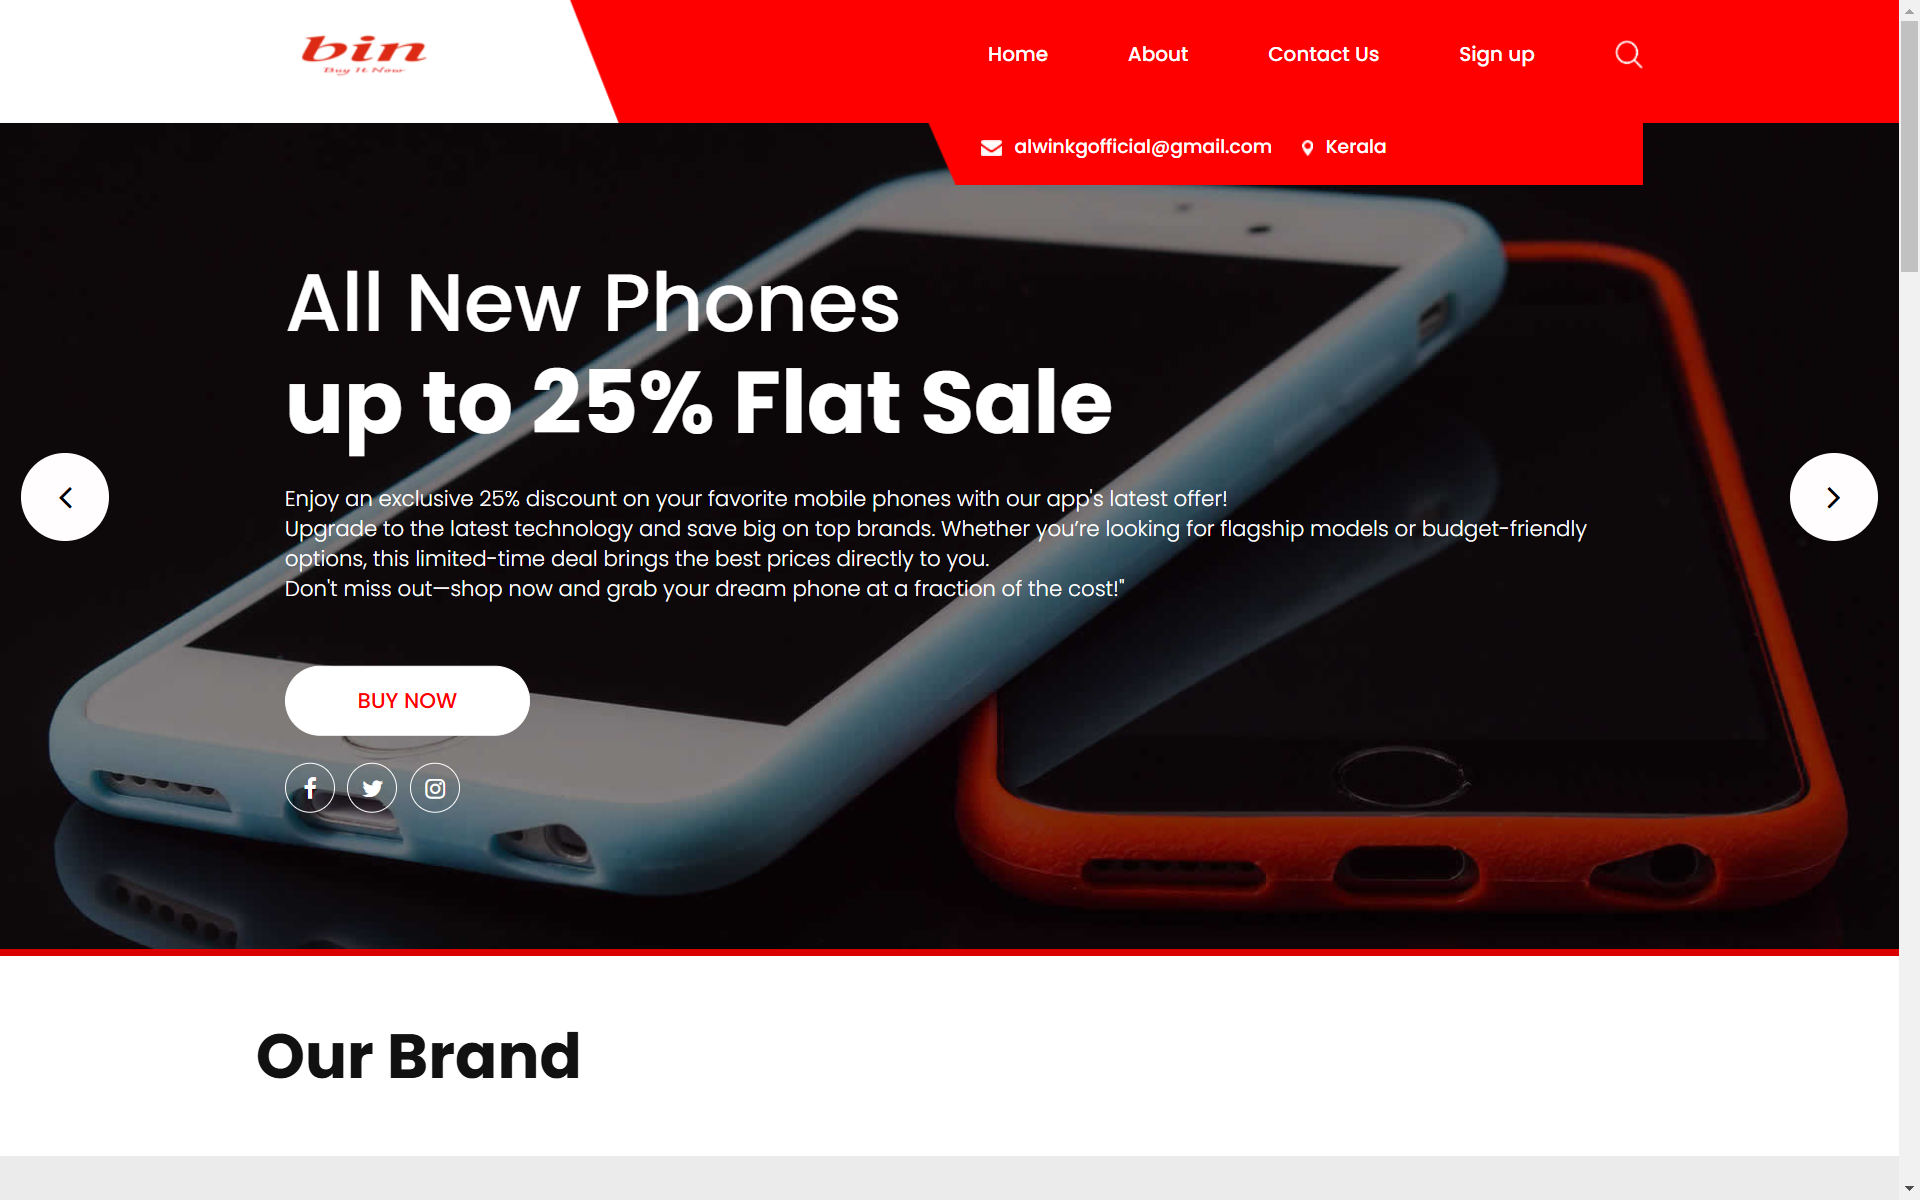 bin
Buy It Now
Home
About
Contact Us
Sign up
alwinkgofficial@gmail.com
Kerala
All New Phones
up to 25% Flat Sale
Enjoy an exclusive 25% discount on your favorite mobile phones with our app's latest offer!
Upgrade to the latest technology and save big on top brands. Whether you’re looking for flagship models or budget-friendly
options, this limited-time deal brings the best prices directly to you.
Don't miss out—shop now and grab your dream phone at a fraction of the cost!"
BUY NOW
Our Brand